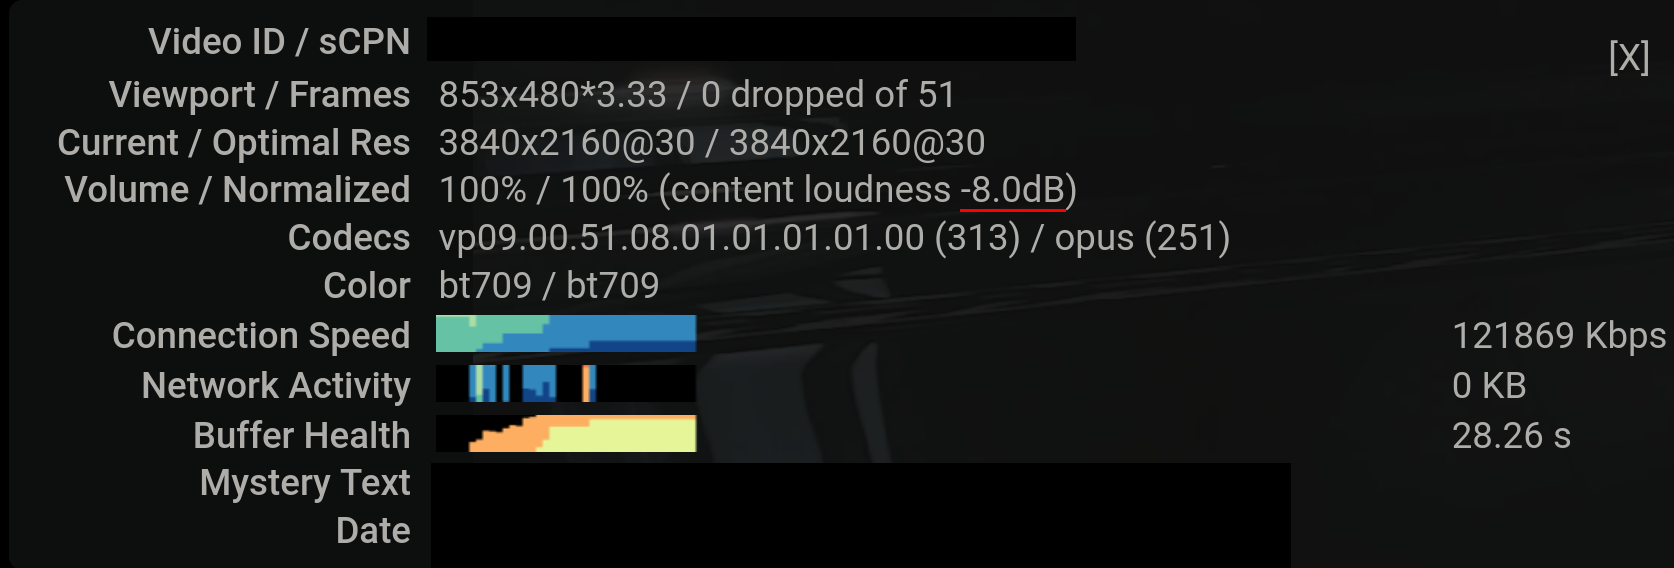 Video ID / sCPN
[X]
Viewport / Frames 853x480*3.33 / 0 dropped of 51
Current / Optimal Res 3840x2160@30 / 3840x2160@30
Volume / Normalized 100% / 100% (content loudness -8.0dB)
Codecs vp09.00.51.08.01.01.01.01.00 (313) / opus (251)
Color bt709 / bt709
Connection Speed 121869 Kbps
Network Activity 0 KB
Buffer Health 28.26 s
Mystery Text
Date